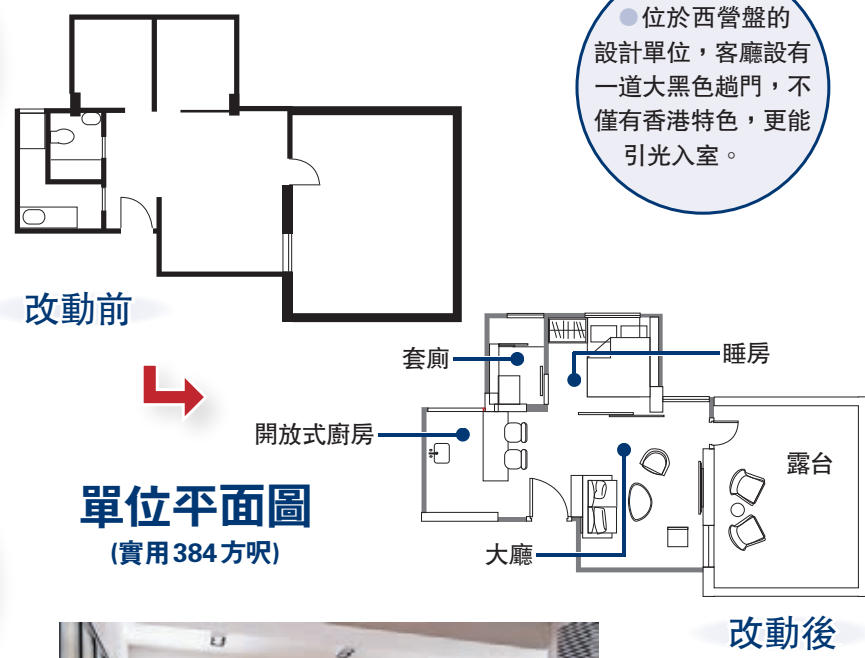 ●位於西營盤的
設計單位，客廳設有
一道大黑色趟門，不
僅有香港特色，更能
引光入室。
改動前
套廁
睡房
開放式廚房
露台
單位平面圖
(實用384方呎)
大廳
改動後